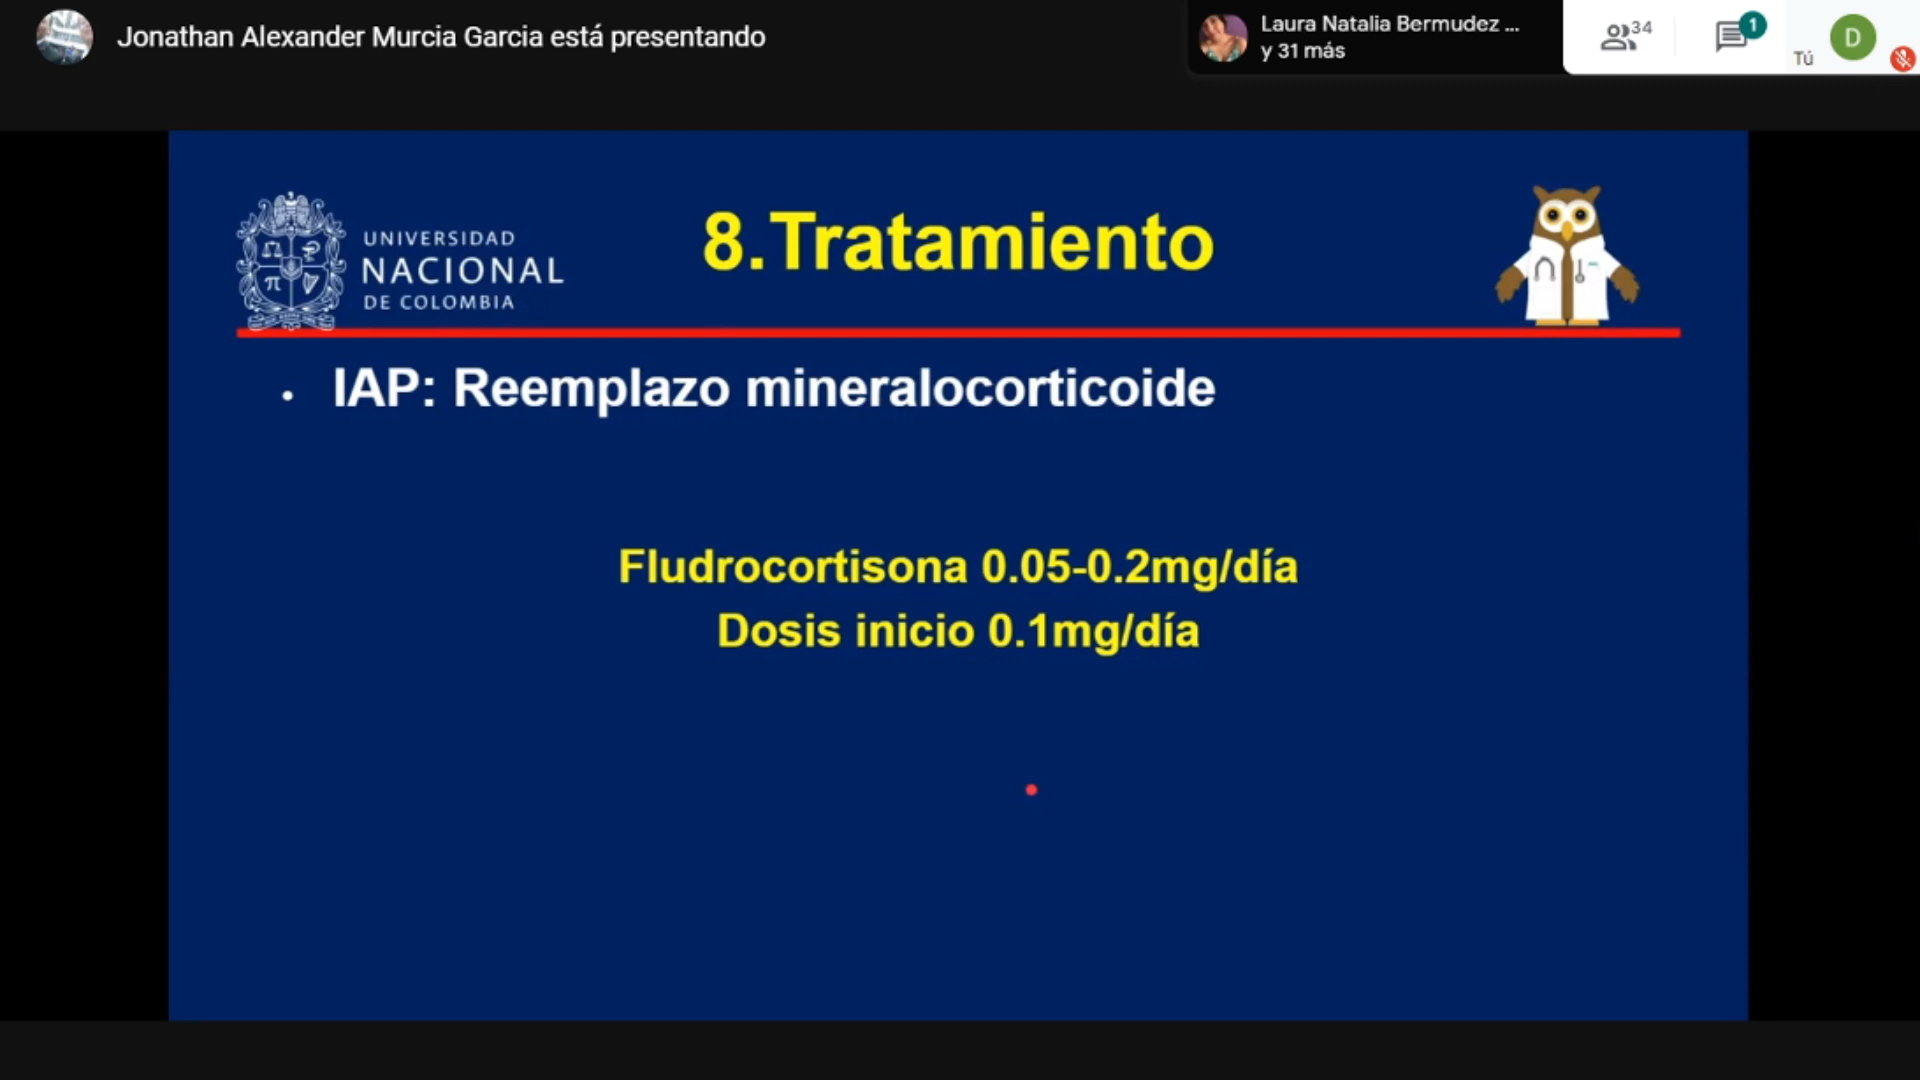 Jonathan Alexander Murcia Garcia está presentando
Laura Natalia Bermudez ...
y 31 más
34
1
Tú
D
UNIVERSIDAD
NACIONAL
DE COLOMBIA
8.Tratamiento
• IAP: Reemplazo mineralocorticoide
Fludrocortisona 0.05-0.2mg/día
Dosis inicio 0.1mg/día